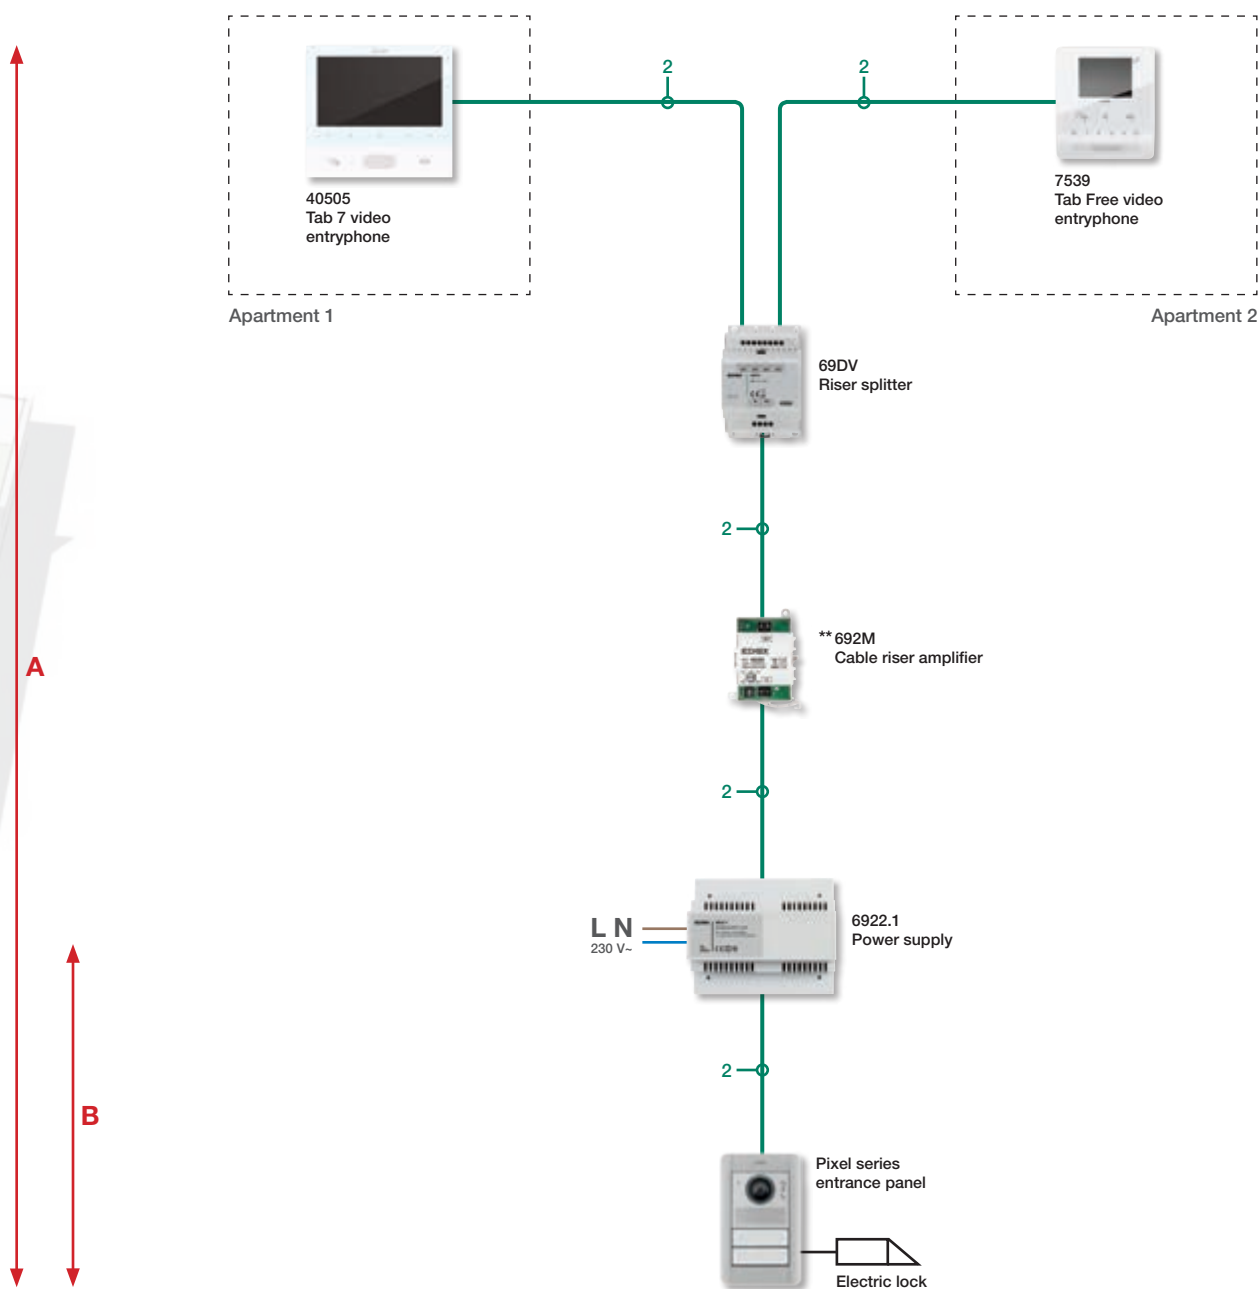 2
2
40505
Tab 7 video
entryphone
7539
Tab Free video
entryphone
Apartment 1
Apartment 2
69DV
Riser splitter
2
**692M
Cable riser amplifier
A
2
L N
230 V~
6922.1
Power supply
2
B
Pixel series
entrance panel
Electric lock